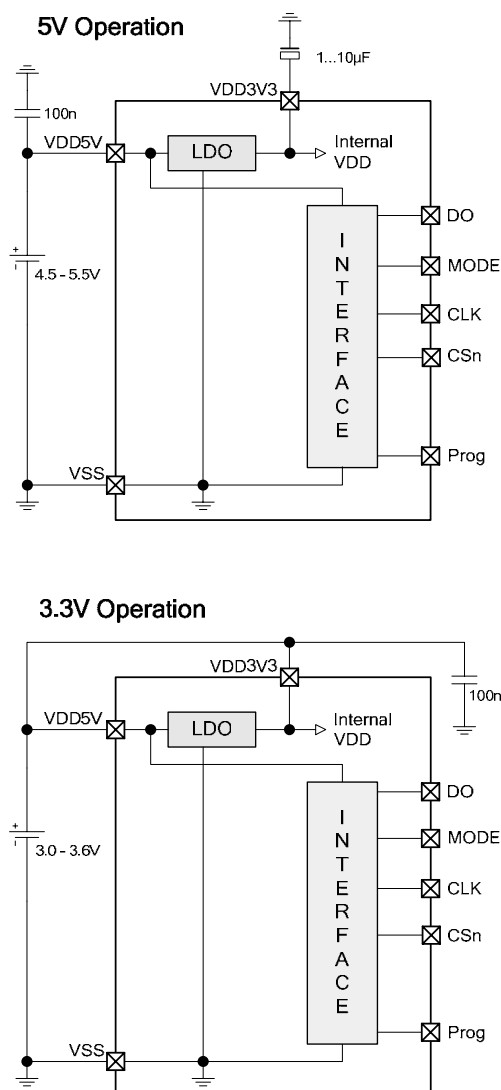 5V Operation
1...10µF
VDD3V3
100n
VDD5V
LDO
Internal
VDD
DO
INTERFACE
MODE
4.5 - 5.5V
+
-
CLK
CSn
Prog
VSS
3.3V Operation
VDD3V3
100n
VDD5V
LDO
Internal
VDD
DO
INTERFACE
MODE
+
-
3.0 - 3.6V
CLK
CSn
Prog
VSS